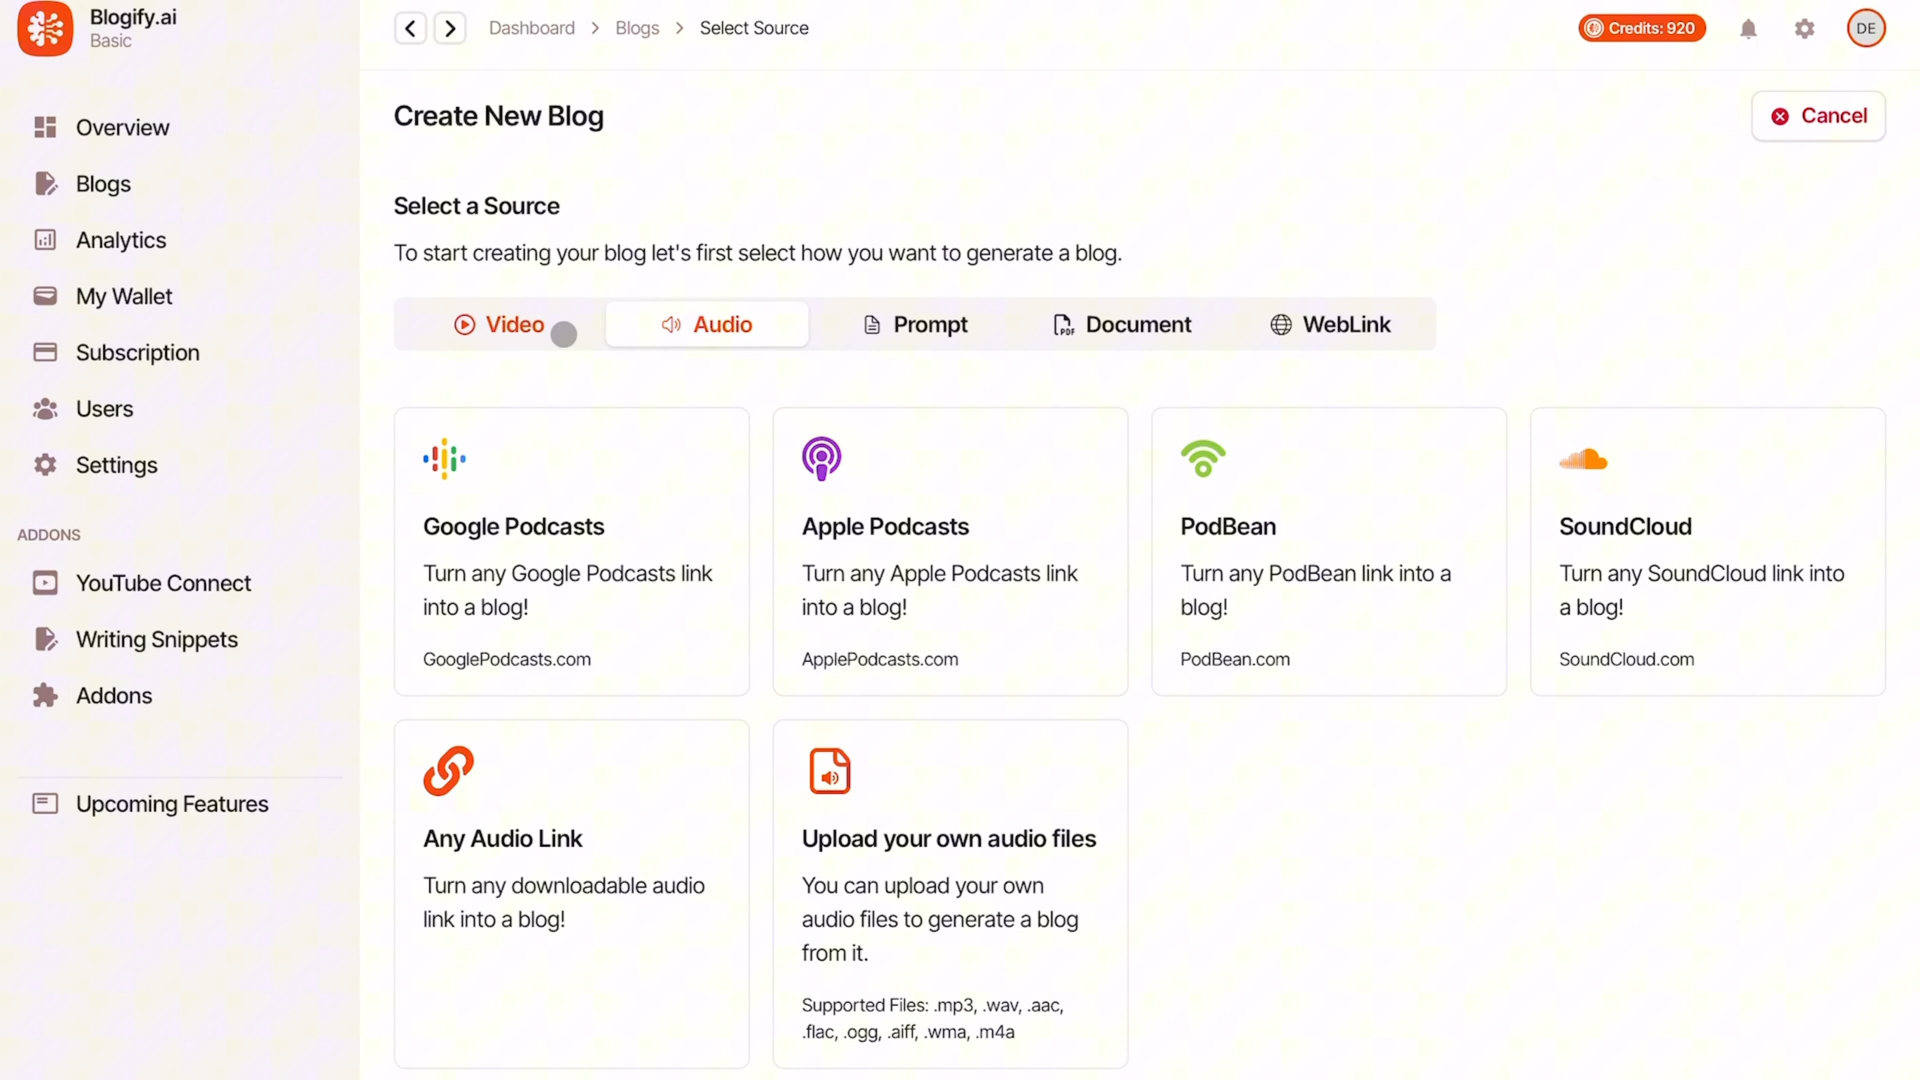 Blogify.ai
Basic
Dashboard > Blogs > Select Source
Credits: 920
DE
Overview
Blogs
Analytics
My Wallet
Subscription
Users
Settings
ADDONS
YouTube Connect
Writing Snippets
Addons
Upcoming Features
Create New Blog
Cancel
Select a Source
To start creating your blog let's first select how you want to generate a blog.
Video
Audio
Prompt
PDF
Document
WebLink
Google Podcasts
Turn any Google Podcasts link
into a blog!
GooglePodcasts.com
Apple Podcasts
Turn any Apple Podcasts link
into a blog!
ApplePodcasts.com
PodBean
Turn any PodBean link into a
blog!
PodBean.com
SoundCloud
Turn any SoundCloud link into
a blog!
SoundCloud.com
Any Audio Link
Turn any downloadable audio
link into a blog!
Upload your own audio files
You can upload your own
audio files to generate a blog
from it.
Supported Files: .mp3, .wav, .aac,
.flac, .ogg, .aiff, .wma, .m4a